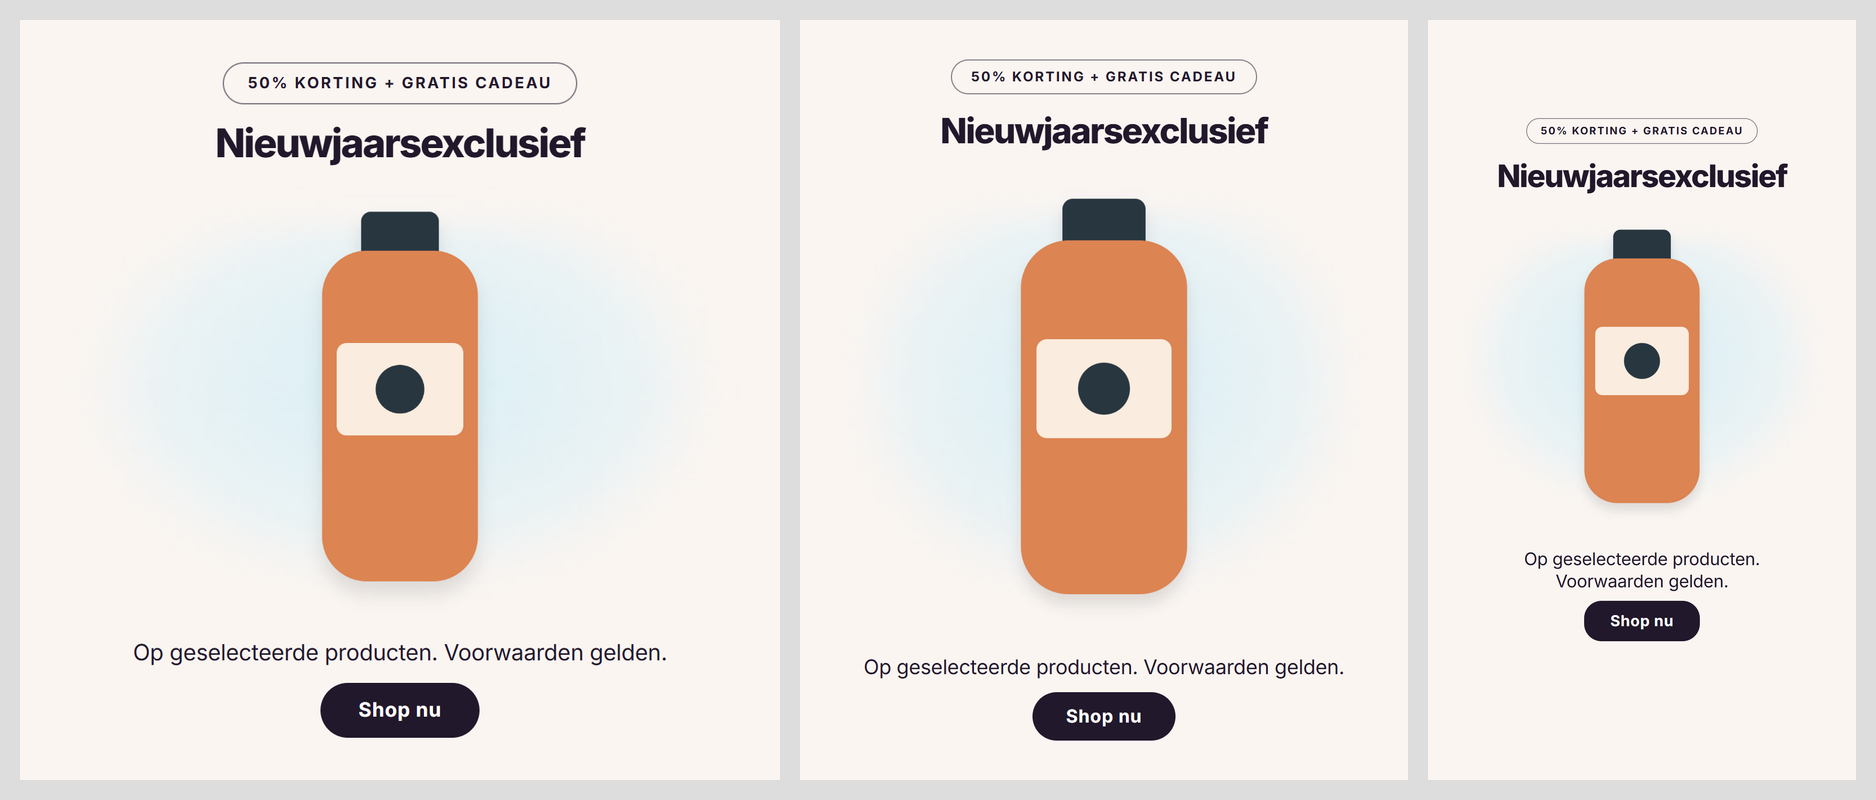 50% KORTING + GRATIS CADEAU
Nieuwjaarsexclusief
Op geselecteerde producten. Voorwaarden gelden.
Shop nu
50% KORTING + GRATIS CADEAU
Nieuwjaarsexclusief
Op geselecteerde producten. Voorwaarden gelden.
Shop nu
50% KORTING + GRATIS CADEAU
Nieuwjaarsexclusief
Op geselecteerde producten.
Voorwaarden gelden.
Shop nu